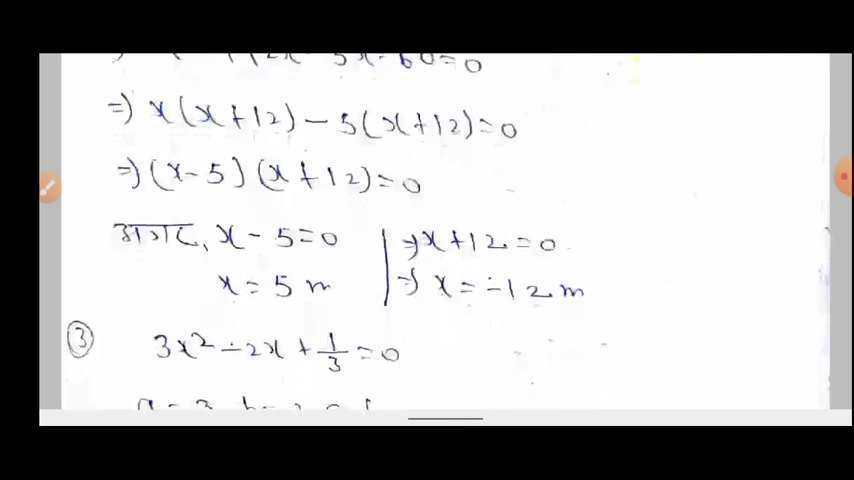 =) x(x+12) - 5(x+12)=0
=) (x-5) (x+12)=0
अगर, x-5=0 | =) x+12=0
x=5 m | =) x=-12 m
③ 3x² -2x + 1/3 =0